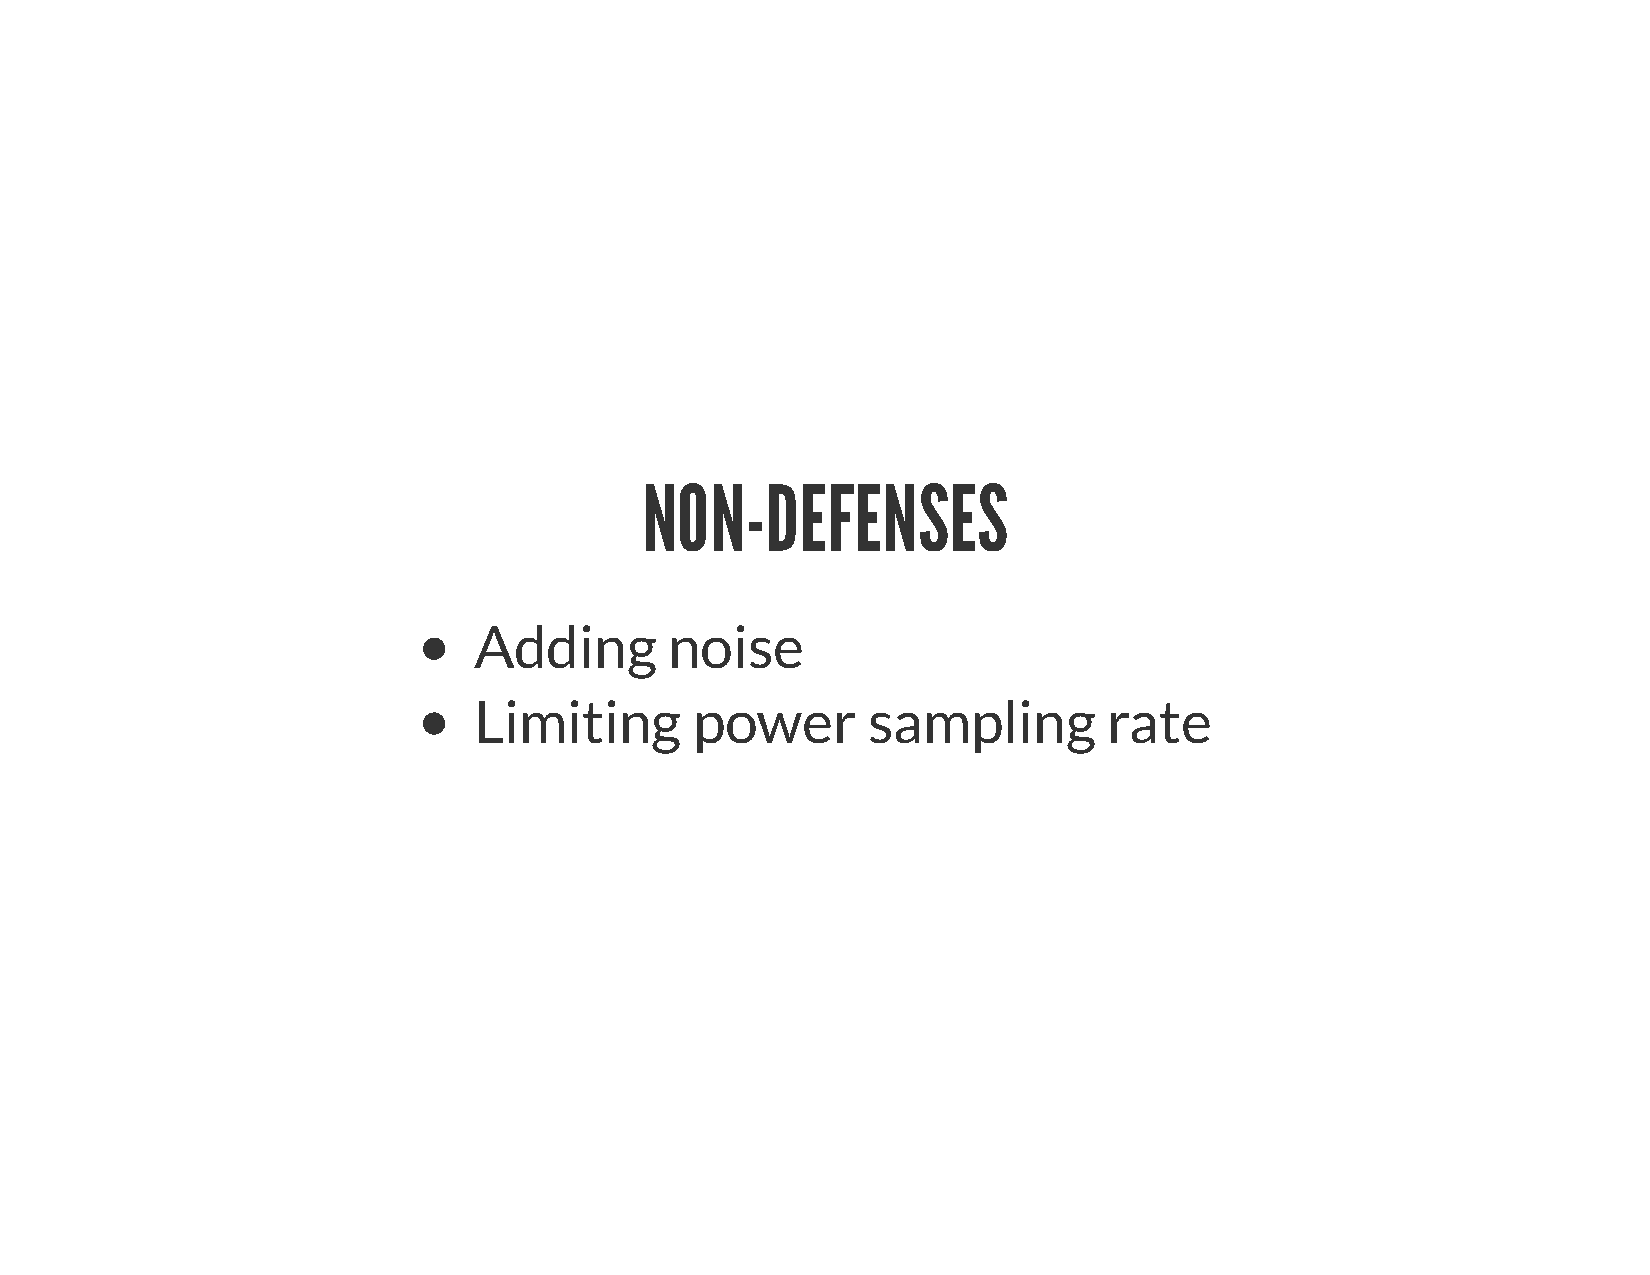 NON-DEFENSES
• Adding noise
• Limiting power sampling rate